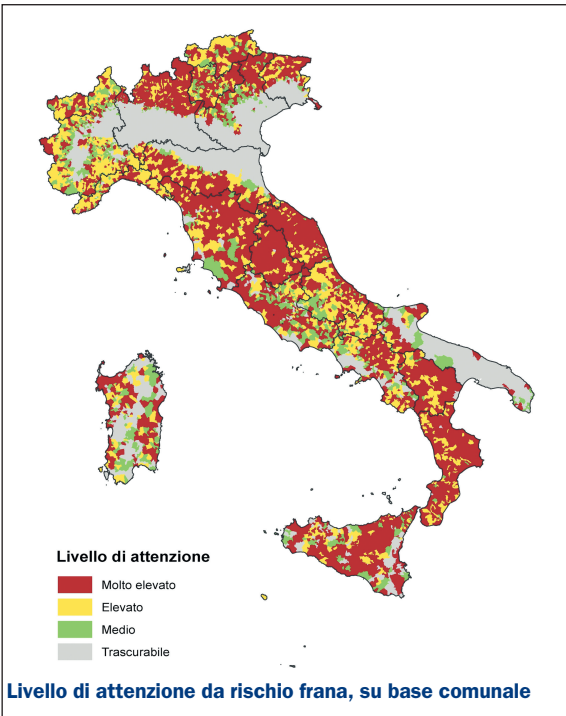 Livello di attenzione
Molto elevato
Elevato
Medio
Trascurabile
Livello di attenzione da rischio frana, su base comunale